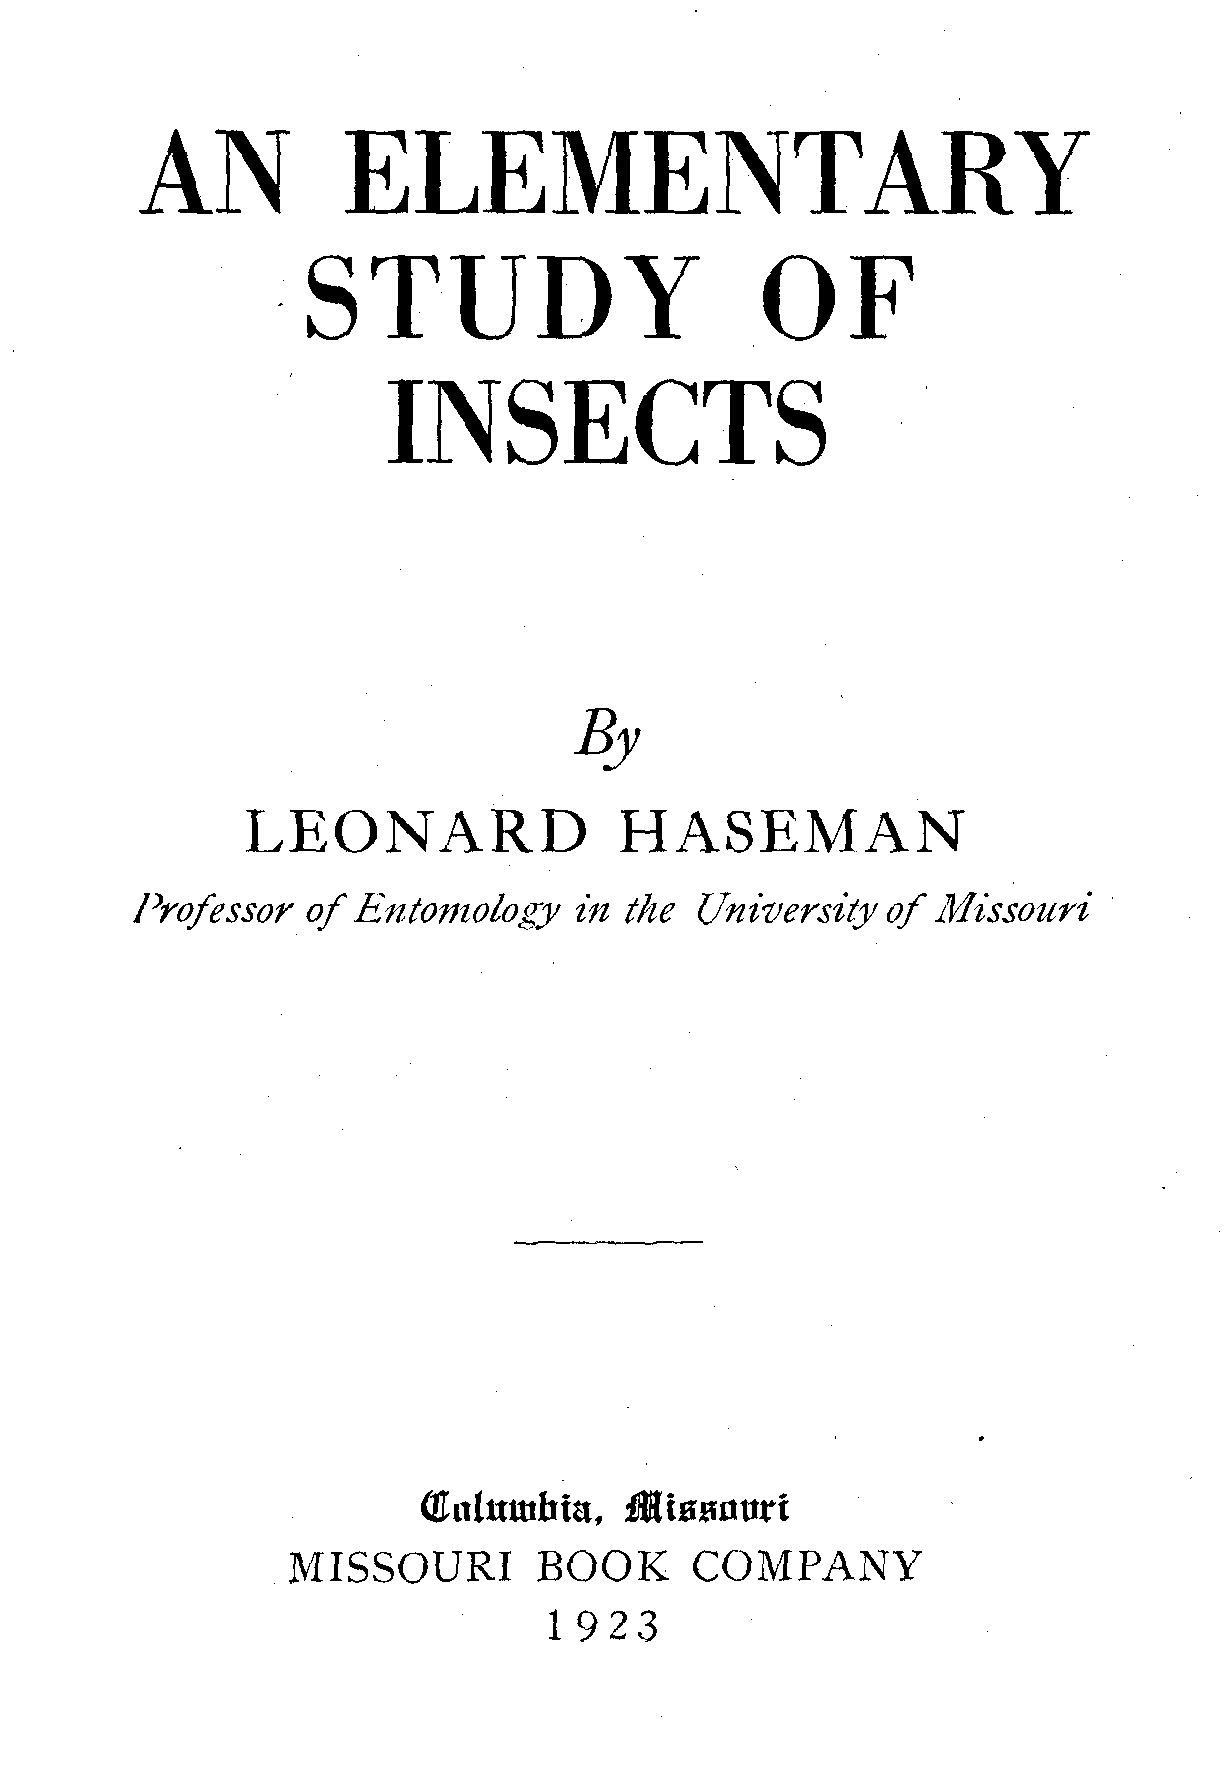 AN ELEMENTARY
STUDY OF
INSECTS
By
LEONARD HASEMAN
Professor of Entomology in the University of Missouri
Columbia, Missouri
MISSOURI BOOK COMPANY
1923